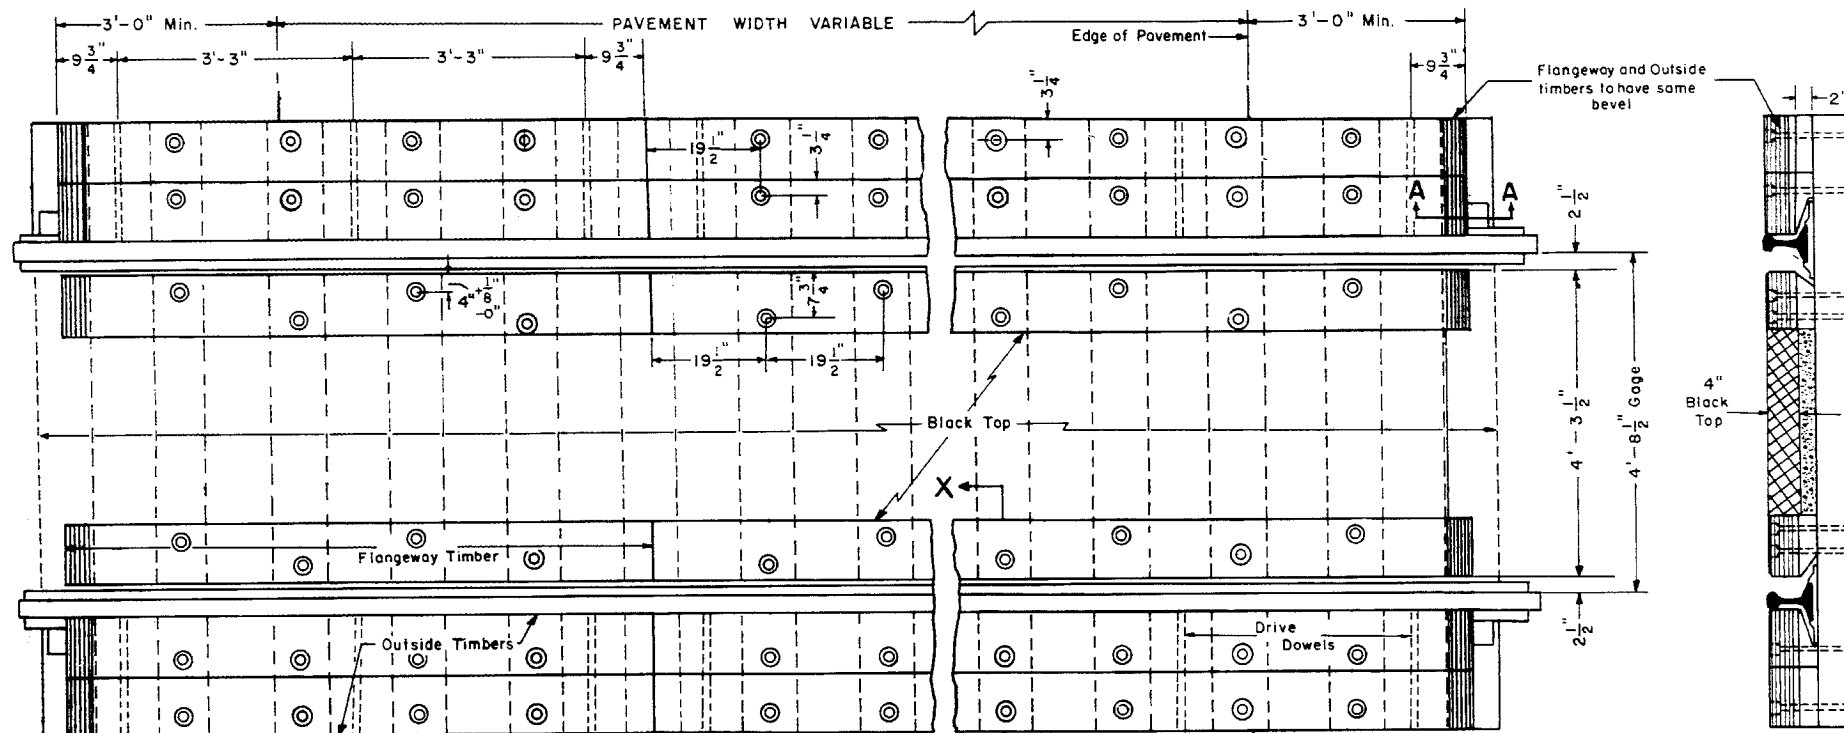 3'-0" Min.
PAVEMENT WIDTH VARIABLE
3'-0" Min.
Edge of Pavement
9 3/4"
3'-3"
3'-3"
9 3/4"
3 1/4"
9 3/4"
Flangeway and Outside
timbers to have same
bevel
2"
19 1/2"
3 1/4"
A
A
2 1/2"
4" +1/8"
-0"
7 3/4"
19 1/2"
19 1/2"
4'-3 1/2"
4'-8 1/2" Gage
4"
Black
Top
Black Top
X
Flangeway Timber
Outside Timbers
Drive
Dowels
2 1/2"